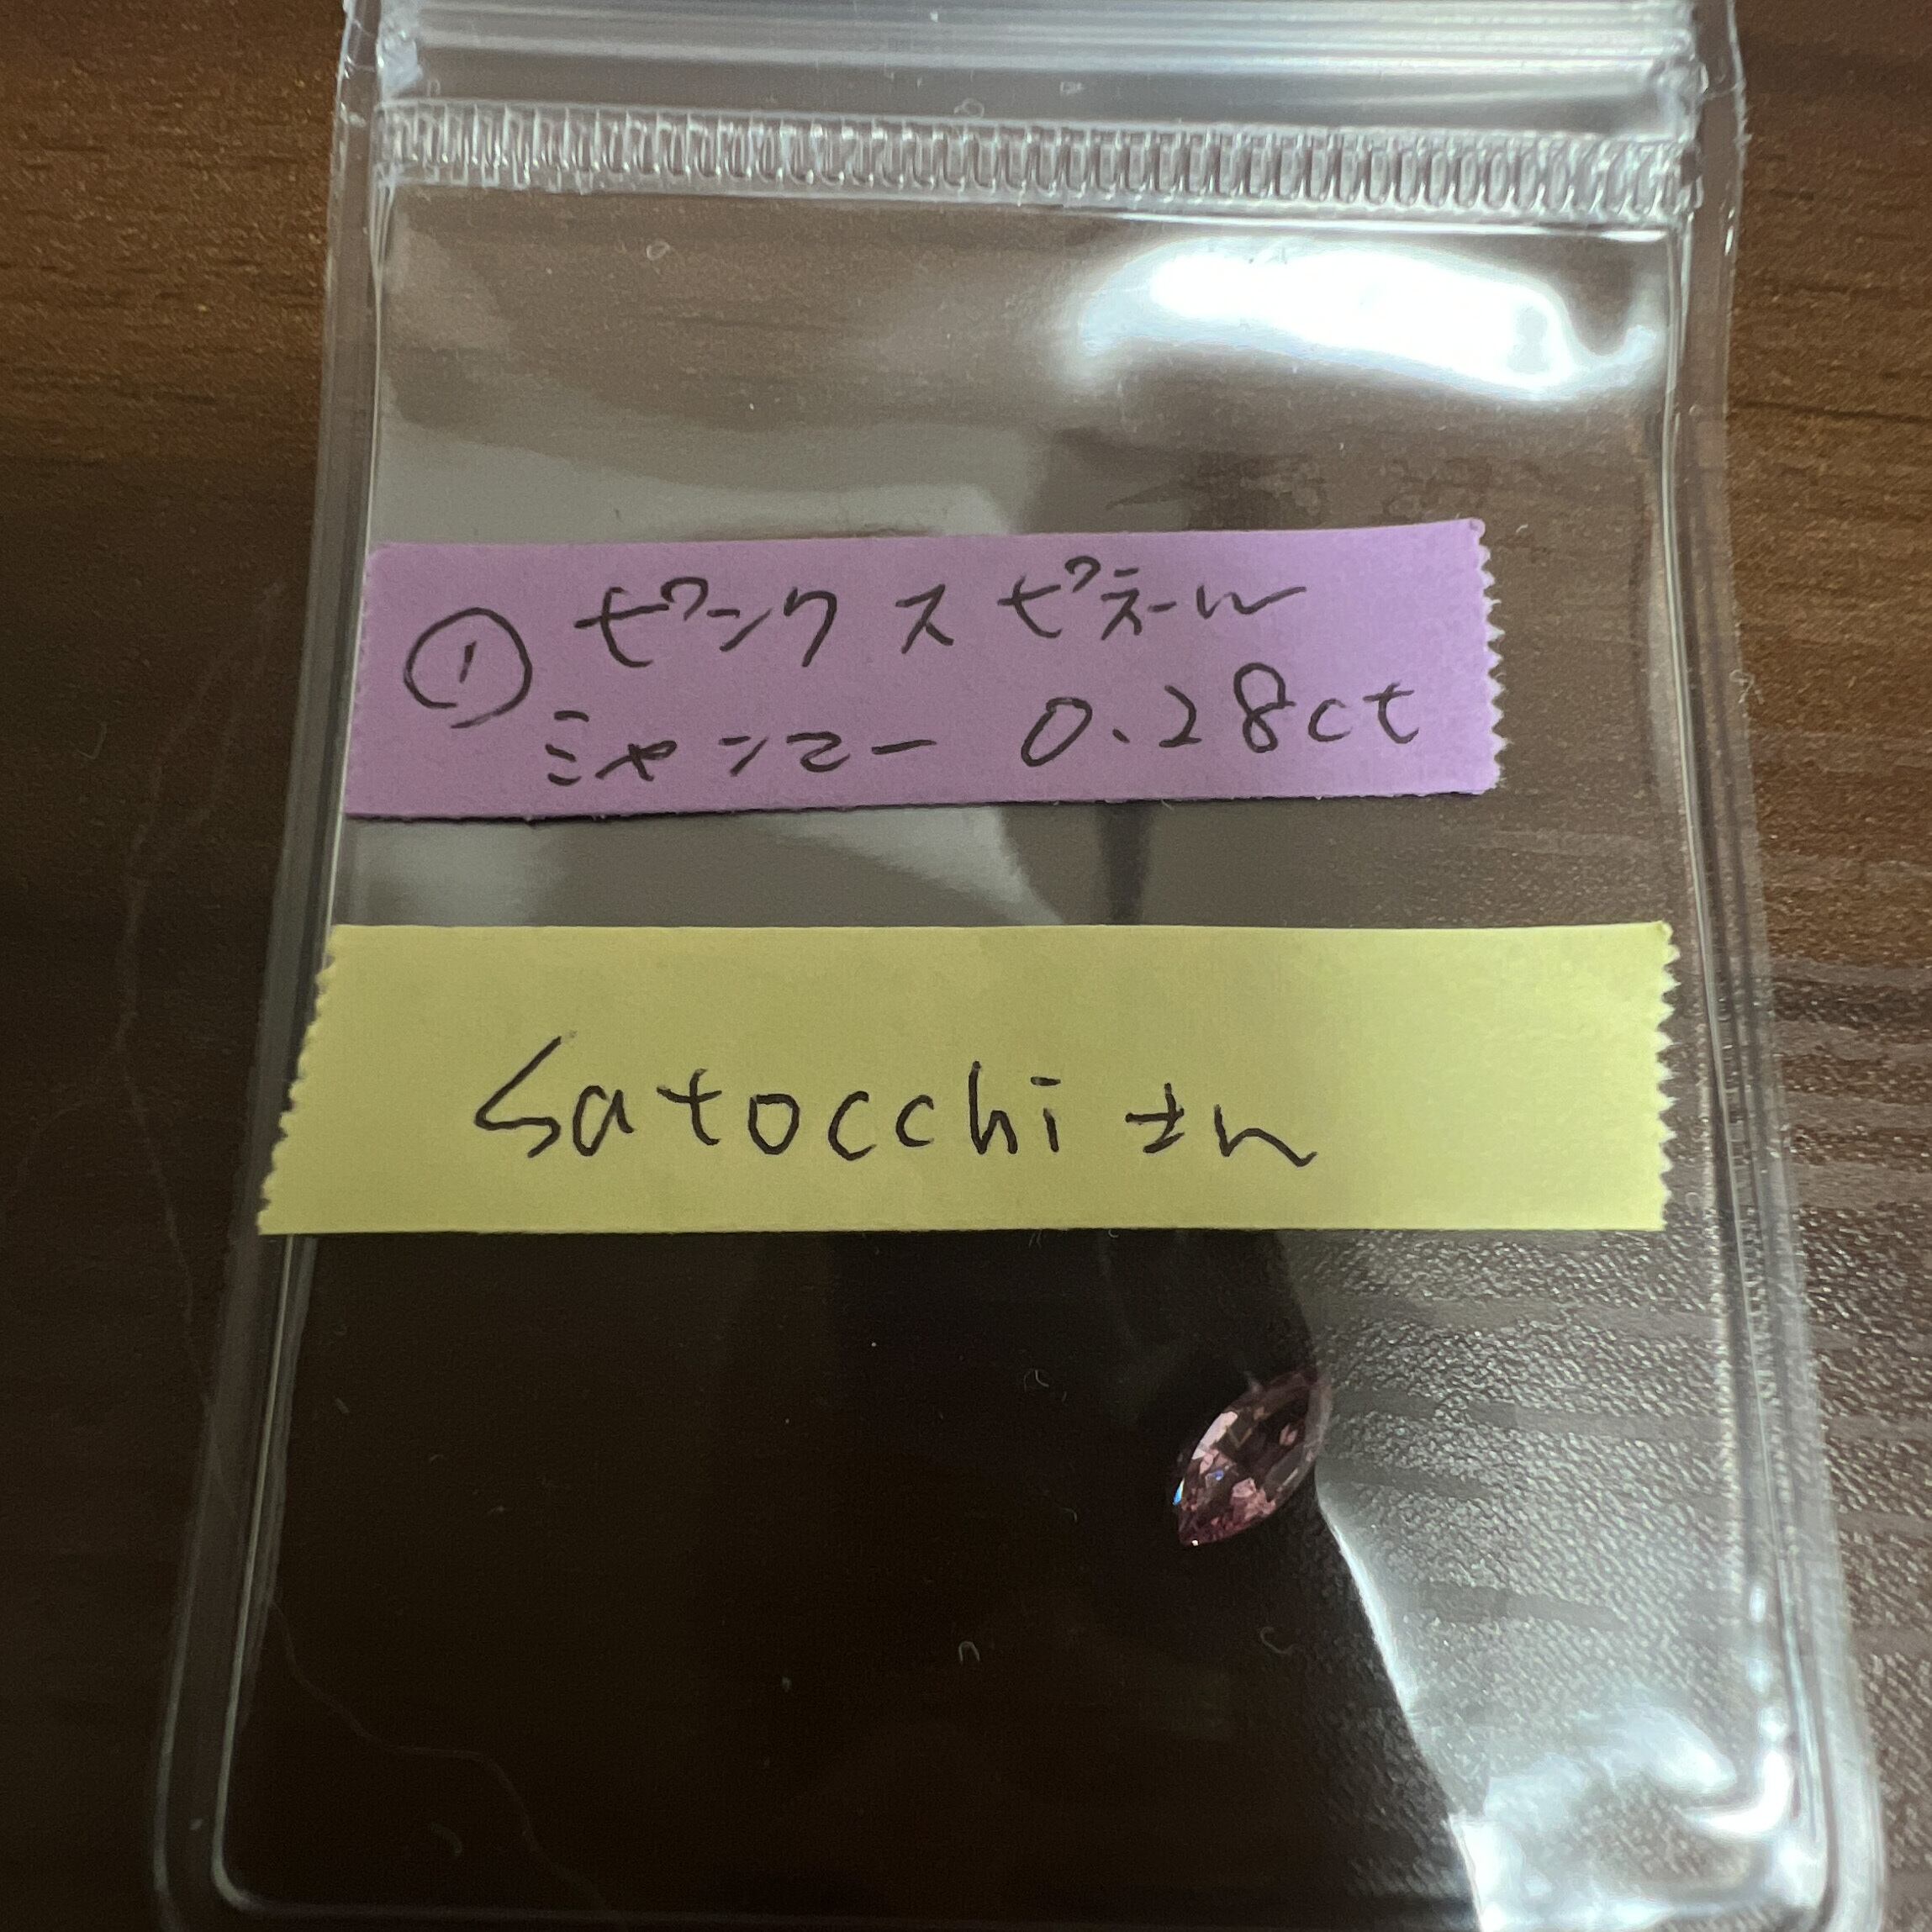 ① ピンクスピネル
ミャンマー 0.28ct
Satocchi さん